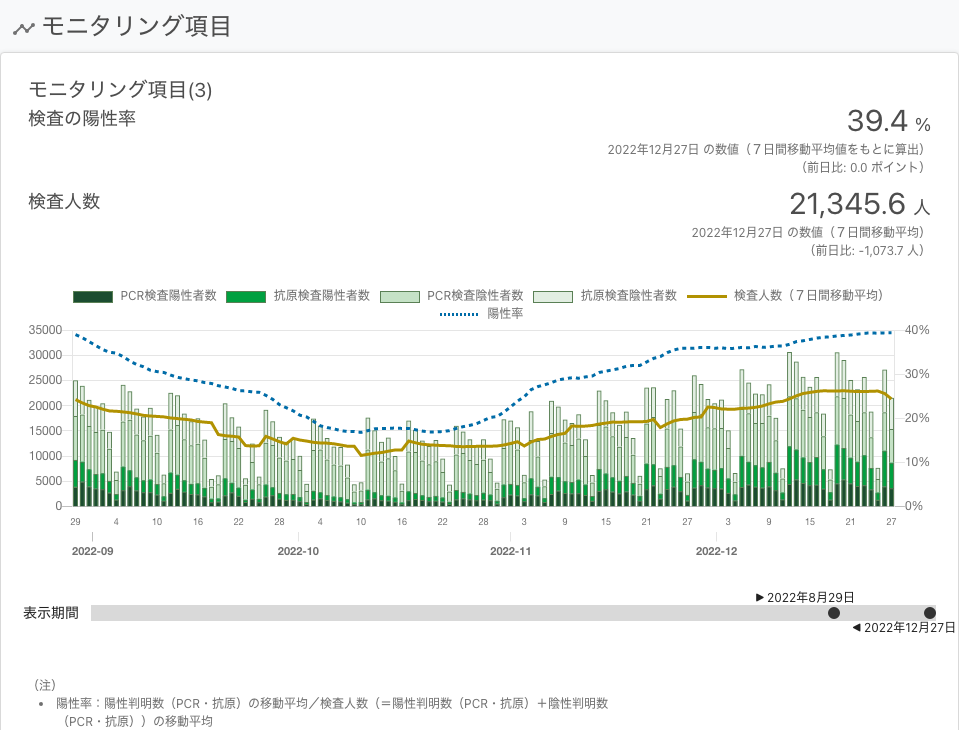 モニタリング項目
モニタリング項目(3)
検査の陽性率
39.4 %
2022年12月27日 の数値（７日間移動平均値をもとに算出）
（前日比: 0.0 ポイント）
検査人数
21,345.6 人
2022年12月27日 の数値（７日間移動平均）
（前日比: -1,073.7 人）
PCR検査陽性者数 抗原検査陽性者数 PCR検査陰性者数 抗原検査陰性者数 検査人数（７日間移動平均）
陽性率
35000 40%
30000
25000 30%
20000 20%
15000
10000 10%
5000
0 0%
29 4 10 16 22 28 4 10 16 22 28 3 9 15 21 27 3 9 15 21 27
2022-09 2022-10 2022-11 2022-12
▶ 2022年8月29日
表示期間
◀ 2022年12月27日
（注）
• 陽性率：陽性判明数（PCR・抗原）の移動平均／検査人数（＝陽性判明数（PCR・抗原）＋陰性判明数
（PCR・抗原））の移動平均